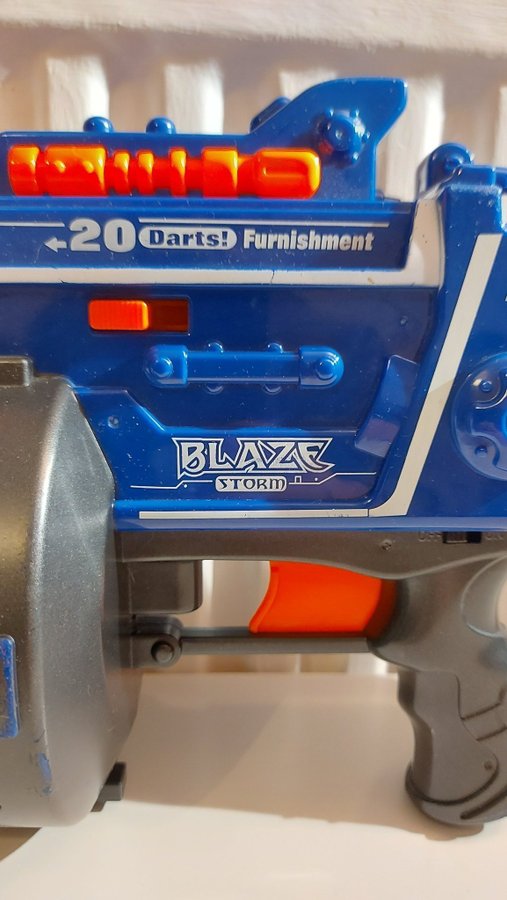 ←20 Darts! Furnishment
BLAZE
STORM